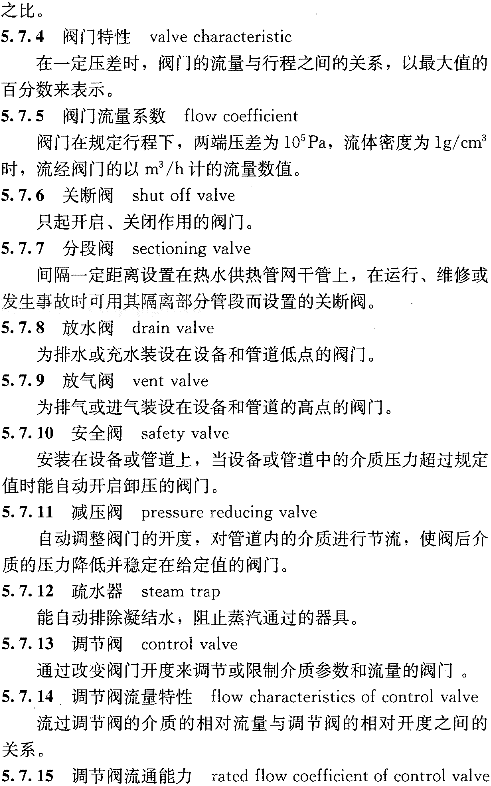 之比。
5.7.4 阀门特性 valve characteristic
在一定压差时，阀门的流量与行程之间的关系，以最大值的
百分数来表示。
5.7.5 阀门流量系数 flow coefficient
阀门在规定行程下，两端压差为 10⁵Pa，流体密度为 1g/cm³
时，流经阀门的以 m³/h 计的流量数值。
5.7.6 关断阀 shut off valve
只起开启、关闭作用的阀门。
5.7.7 分段阀 sectioning valve
间隔一定距离设置在热水供热管网干管上，在运行、维修或
发生事故时可用其隔离部分管段而设置的关断阀。
5.7.8 放水阀 drain valve
为排水或充水装设在设备和管道低点的阀门。
5.7.9 放气阀 vent valve
为排气或进气装设在设备和管道的高点的阀门。
5.7.10 安全阀 safety valve
安装在设备或管道上，当设备或管道中的介质压力超过规定
值时能自动开启卸压的阀门。
5.7.11 减压阀 pressure reducing valve
自动调整阀门的开度，对管道内的介质进行节流，使阀后介
质的压力降低并稳定在给定值的阀门。
5.7.12 疏水器 steam trap
能自动排除凝结水，阻止蒸汽通过的器具。
5.7.13 调节阀 control valve
通过改变阀门开度来调节或限制介质参数和流量的阀门 。
5.7.14 调节阀流量特性 flow characteristics of control valve
流过调节阀的介质的相对流量与调节阀的相对开度之间的
关系。
5.7.15 调节阀流通能力 rated flow coefficient of control valve